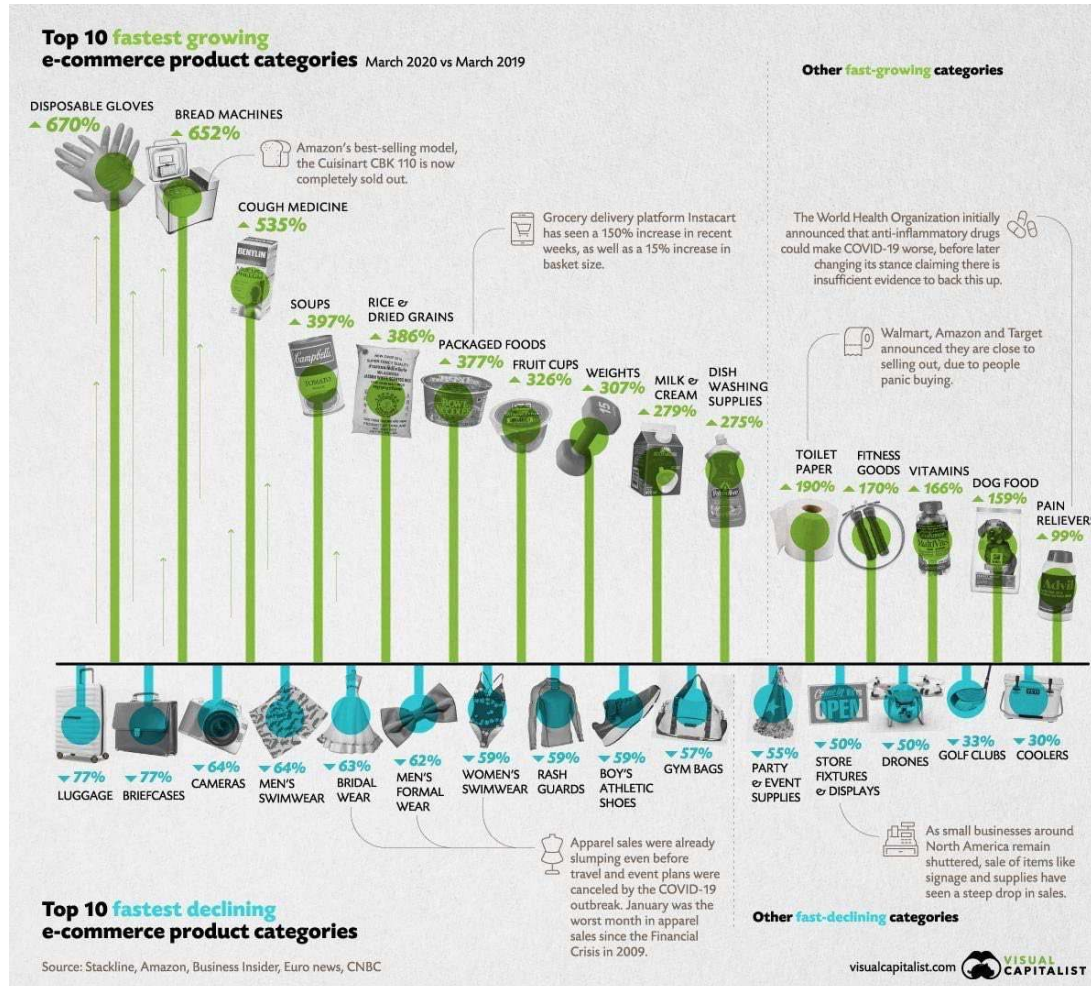 Top 10 fastest growing
e-commerce product categories March 2020 vs March 2019
Other fast-growing categories
DISPOSABLE GLOVES
▲ 670%
BREAD MACHINES
▲ 652%
Amazon's best-selling model,
the Cuisinart CBK 110 is now
completely sold out.
COUGH MEDICINE
▲ 535%
BENYLIN
Grocery delivery platform Instacart
has seen a 150% increase in recent
weeks, as well as a 15% increase in
basket size.
The World Health Organization initially
announced that anti-inflammatory drugs
could make COVID-19 worse, before later
changing its stance claiming there is
insufficient evidence to back this up.
SOUPS
▲ 397%
Campbell's
TOMATO
RICE &
DRIED GRAINS
▲ 386%
PACKAGED FOODS
▲ 377%
BOWL
NOODLES
FRUIT CUPS
▲ 326%
WEIGHTS
▲ 307%
15
MILK &
CREAM
▲ 279%
DISH
WASHING
SUPPLIES
▲ 275%
Walmart, Amazon and Target
announced they are close to
selling out, due to people
panic buying.
TOILET
PAPER
▲ 190%
FITNESS
GOODS
▲ 170%
VITAMINS
▲ 166%
DOG FOOD
▲ 159%
PAIN
RELIEVER
▲ 99%
Advil
▼ 77%
LUGGAGE
▼ 77%
BRIEFCASES
▼ 64%
CAMERAS
▼ 64%
MEN'S
SWIMWEAR
▼ 63%
BRIDAL
WEAR
▼ 62%
MEN'S
FORMAL
WEAR
▼ 59%
WOMEN'S
SWIMWEAR
▼ 59%
RASH
GUARDS
▼ 59%
BOY'S
ATHLETIC
SHOES
▼ 57%
GYM BAGS
▼ 55%
PARTY
& EVENT
SUPPLIES
OPEN
▼ 50%
STORE
FIXTURES
& DISPLAYS
▼ 50%
DRONES
▼ 33%
GOLF CLUBS
▼ 30%
COOLERS
Apparel sales were already
slumping even before
travel and event plans were
canceled by the COVID-19
outbreak. January was the
worst month in apparel
sales since the Financial
Crisis in 2009.
As small businesses around
North America remain
shuttered, sale of items like
signage and supplies have
seen a steep drop in sales.
Top 10 fastest declining
e-commerce product categories
Other fast-declining categories
Source: Stackline, Amazon, Business Insider, Euro news, CNBC
visualcapitalist.com
VISUAL
CAPITALIST